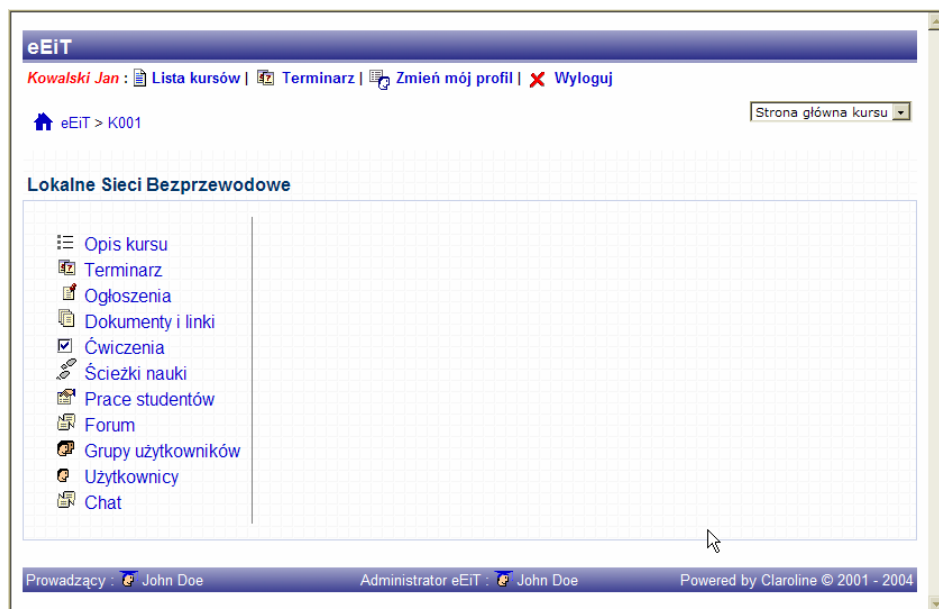 eEiT
Kowalski Jan : Lista kursów | Terminarz | Zmień mój profil | Wyloguj
eEiT > K001
Strona główna kursu
Lokalne Sieci Bezprzewodowe
Opis kursu
Terminarz
Ogłoszenia
Dokumenty i linki
Ćwiczenia
Ścieżki nauki
Prace studentów
Forum
Grupy użytkowników
Użytkownicy
Chat
Prowadzący : John Doe Administrator eEiT : John Doe Powered by Claroline © 2001 - 2004